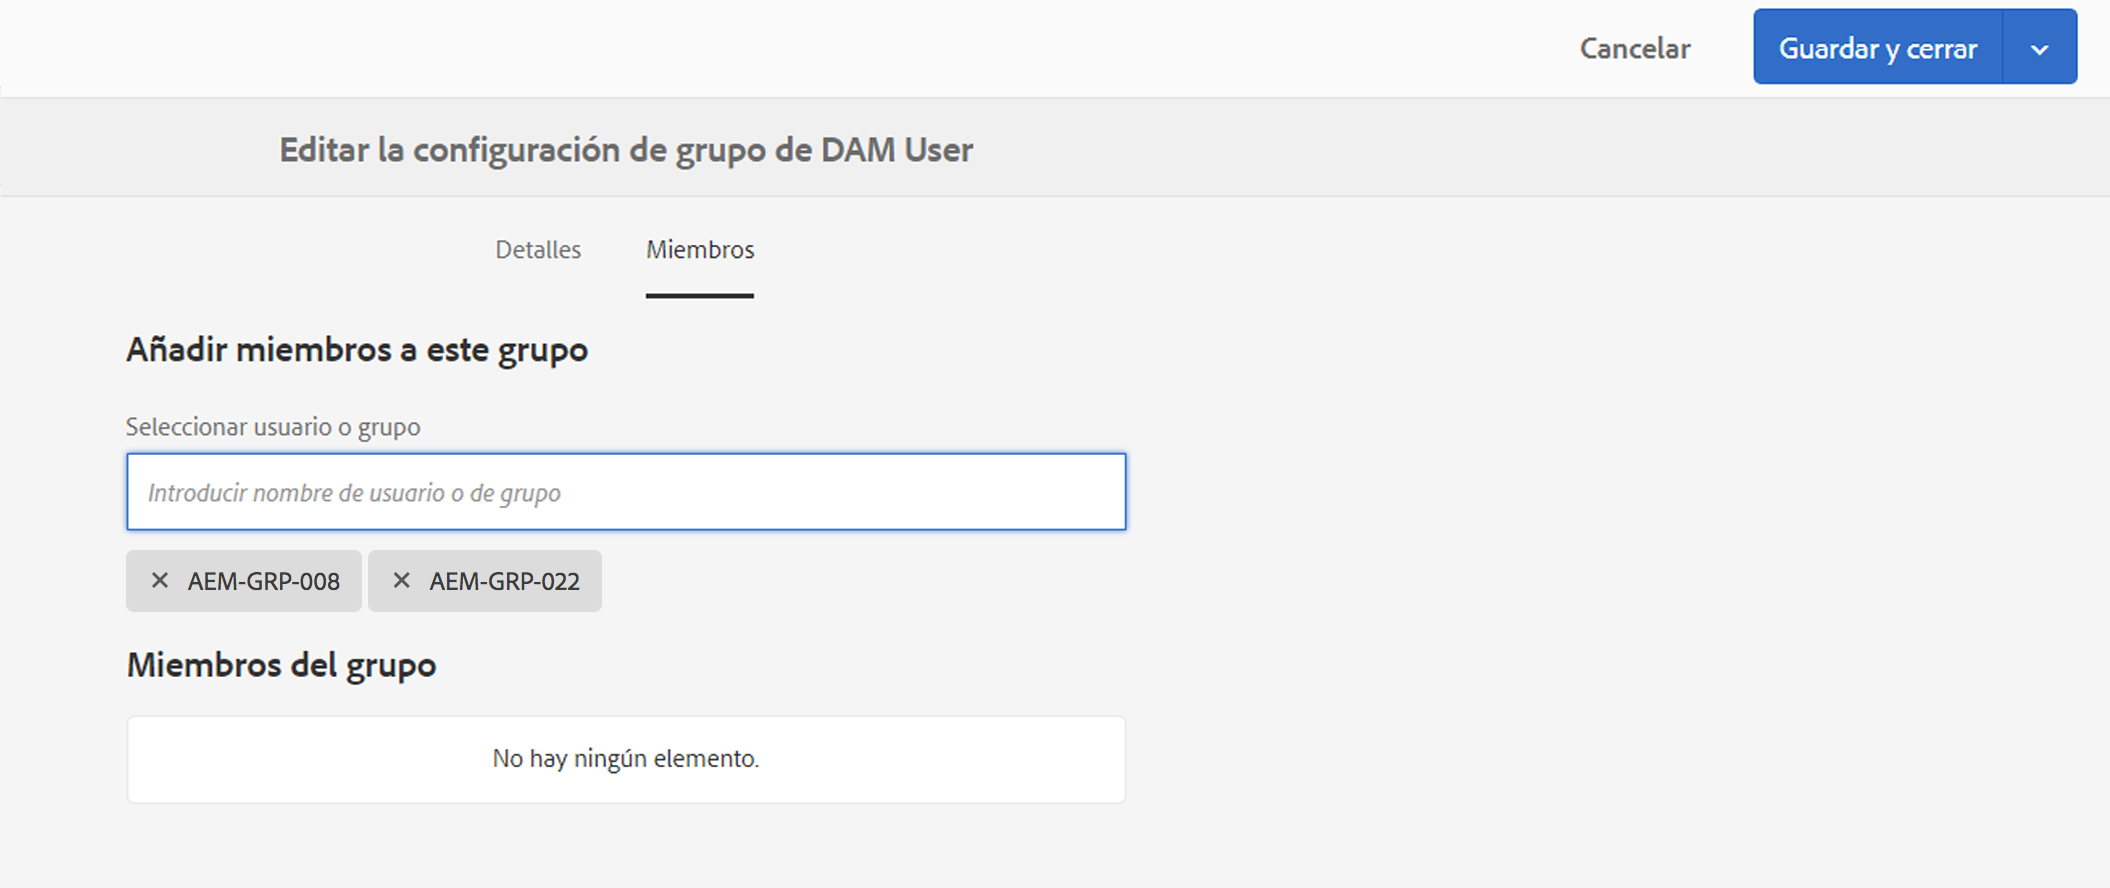 Cancelar
Guardar y cerrar
Editar la configuración de grupo de DAM User
Detalles
Miembros
Añadir miembros a este grupo
Seleccionar usuario o grupo
Introducir nombre de usuario o de grupo
AEM-GRP-008
AEM-GRP-022
Miembros del grupo
No hay ningún elemento.